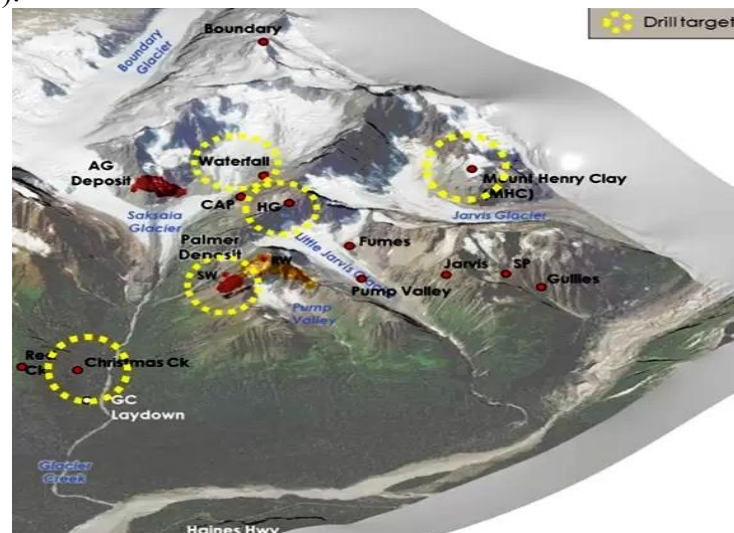 ).
Drill target
Boundary
Boundary
Glacier
Waterfall
AG
Deposit
Mount Henry Clay
(MHC)
CAP
HG
Saksaia
Glacier
Jarvis Glacier
Palmer
Deposit
Fumes
Little Jarvis
SW
RW
Jarvis
SP
Gullies
Pump Valley
Pump
Valley
Red
Ck
Christmas Ck
GC
Laydown
Glacier
Creek
Haines Hwy